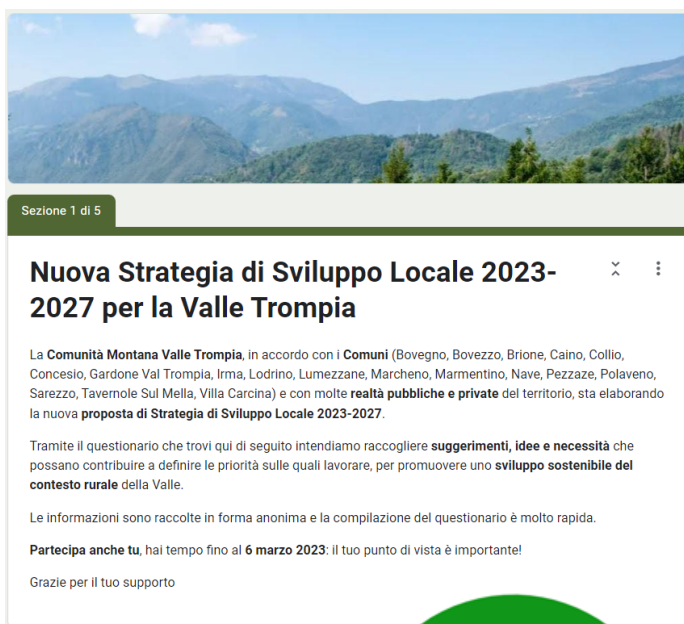 Sezione 1 di 5
Nuova Strategia di Sviluppo Locale 2023-
2027 per la Valle Trompia
La Comunità Montana Valle Trompia, in accordo con i Comuni (Bovegno, Bovezzo, Brione, Caino, Collio,
Concesio, Gardone Val Trompia, Irma, Lodrino, Lumezzane, Marcheno, Marmentino, Nave, Pezzaze, Polaveno,
Sarezzo, Tavernole Sul Mella, Villa Carcina) e con molte realtà pubbliche e private del territorio, sta elaborando
la nuova proposta di Strategia di Sviluppo Locale 2023-2027.
Tramite il questionario che trovi qui di seguito intendiamo raccogliere suggerimenti, idee e necessità che
possano contribuire a definire le priorità sulle quali lavorare, per promuovere uno sviluppo sostenibile del
contesto rurale della Valle.
Le informazioni sono raccolte in forma anonima e la compilazione del questionario è molto rapida.
Partecipa anche tu, hai tempo fino al 6 marzo 2023: il tuo punto di vista è importante!
Grazie per il tuo supporto